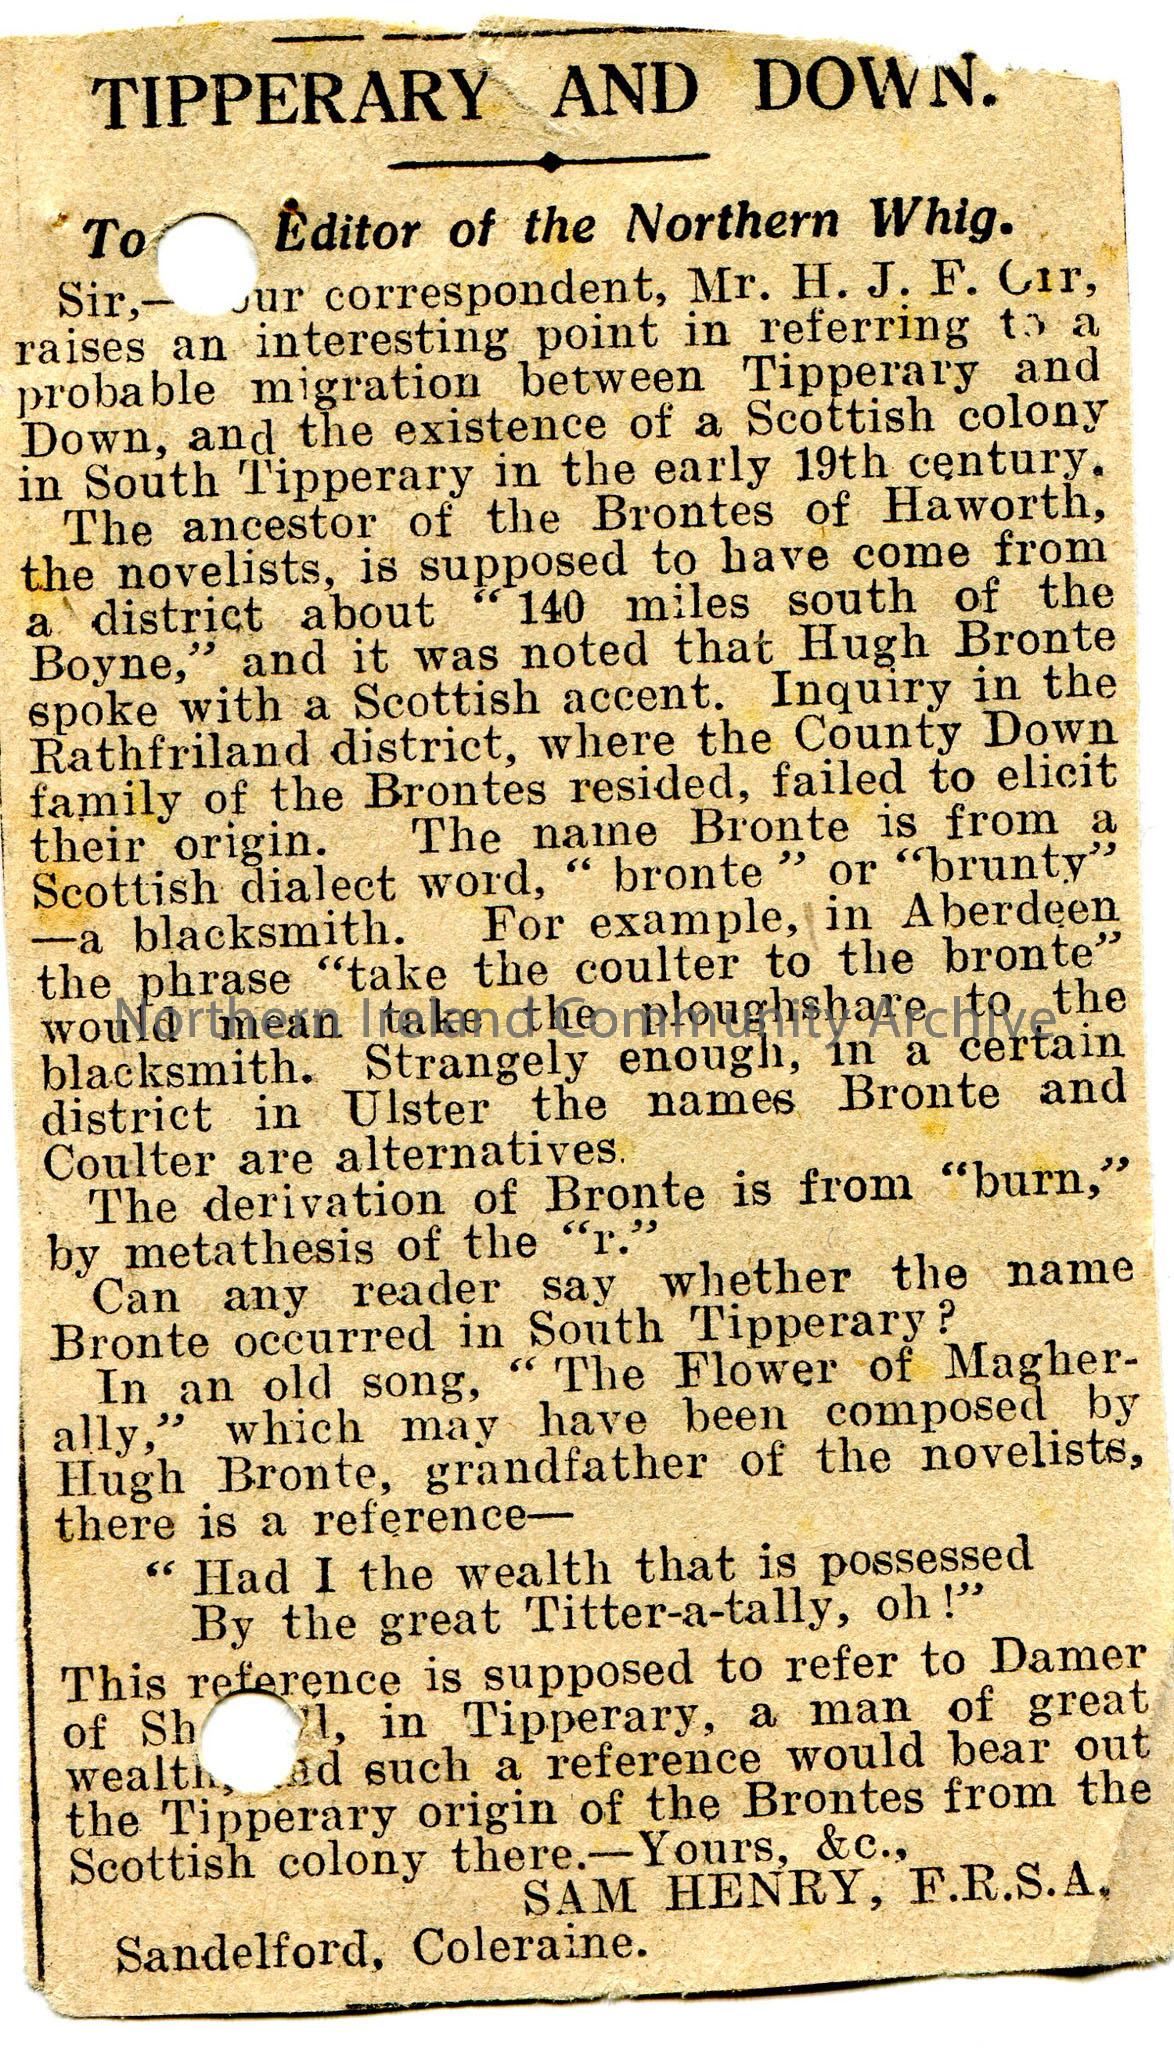 TIPPERARY AND DOWN.
To Editor of the Northern Whig.
Sir,— correspondent, Mr. H. J. F.
raises an interesting point in referring to a
probable migration between Tipperary and
Down, and the existence of a Scottish colony
in South Tipperary in the early 19th century.
The ancestor of the Brontes of Haworth,
the novelists, is supposed to have come from
a district about “140 miles south of the
Boyne,” and it was noted that Hugh Bronte
spoke with a Scottish accent. Inquiry in the
Rathfriland district, where the County Down
family of the Brontes resided, failed to elicit
their origin. The name Bronte is from a
Scottish dialect word, “bronte” or “brunty”
—a blacksmith. For example, in Aberdeen
the phrase “take the coulter to the bronte”
would mean take the ploughshare to the
Northern Ireland Community Archive
blacksmith. Strangely enough, in a certain
district in Ulster the names Bronte and
Coulter are alternatives.
The derivation of Bronte is from “burn,”
by metathesis of the “r.”
Can any reader say whether the name
Bronte occurred in South Tipperary?
In an old song, “The Flower of Magher-
ally,” which may have been composed by
Hugh Bronte, grandfather of the novelists,
there is a reference—
“Had I the wealth that is possessed
By the great Titter-a-tally, oh!”
This reference is supposed to refer to Damer
of in Tipperary, a man of great
wealth, such a reference would bear out
the Tipperary origin of the Brontes from the
Scottish colony there.—Yours, &c.,
SAM HENRY, F.R.S.A.
Sandelford, Coleraine.